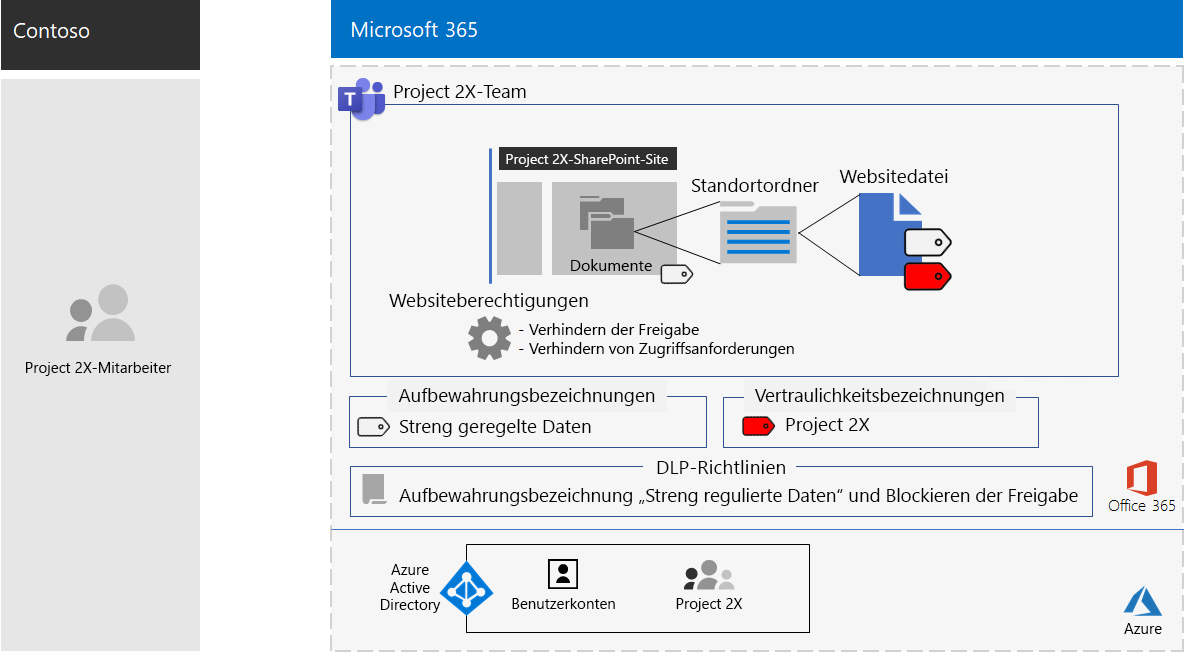 Contoso
Project 2X-Mitarbeiter
Microsoft 365
T
Project 2X-Team
Project 2X-SharePoint-Site
Dokumente
Standortordner
Websitedatei
Websiteberechtigungen
- Verhindern der Freigabe
- Verhindern von Zugriffsanforderungen
Aufbewahrungsbezeichnungen
Streng geregelte Daten
Vertraulichkeitsbezeichnungen
Project 2X
DLP-Richtlinien
Aufbewahrungsbezeichnung „Streng regulierte Daten“ und Blockieren der Freigabe
Office 365
Azure
Active
Directory
Benutzerkonten
Project 2X
Azure